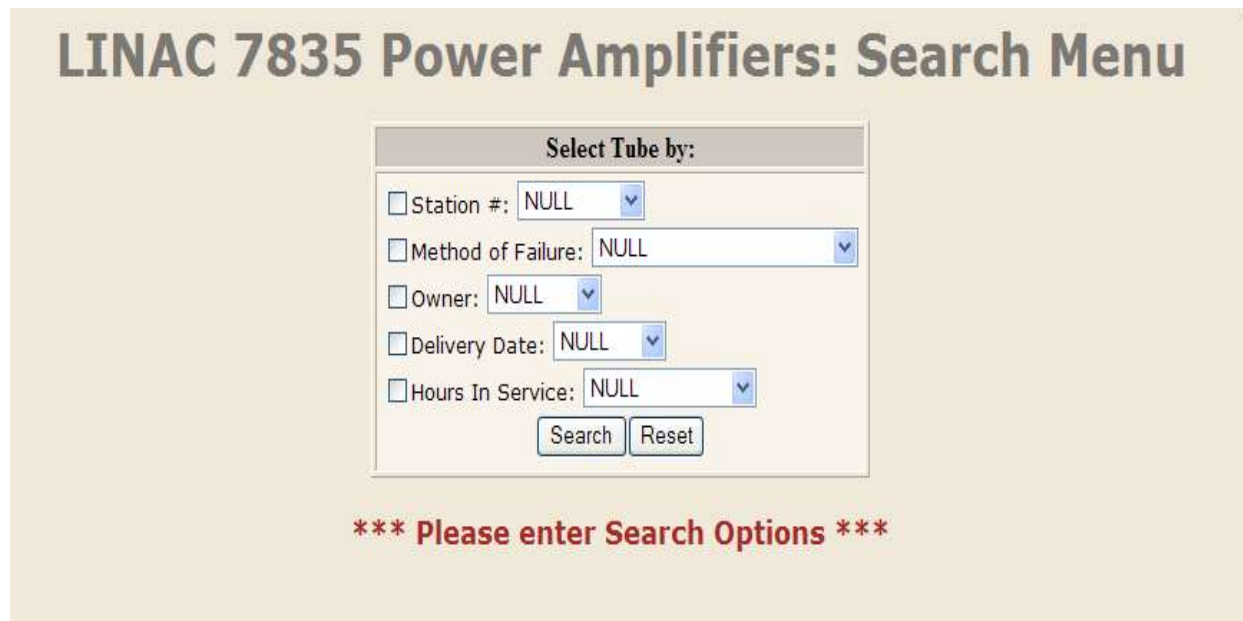 LINAC 7835 Power Amplifiers: Search Menu
Select Tube by:
Station #: NULL
Method of Failure: NULL
Owner: NULL
Delivery Date: NULL
Hours In Service: NULL
Search Reset
*** Please enter Search Options ***